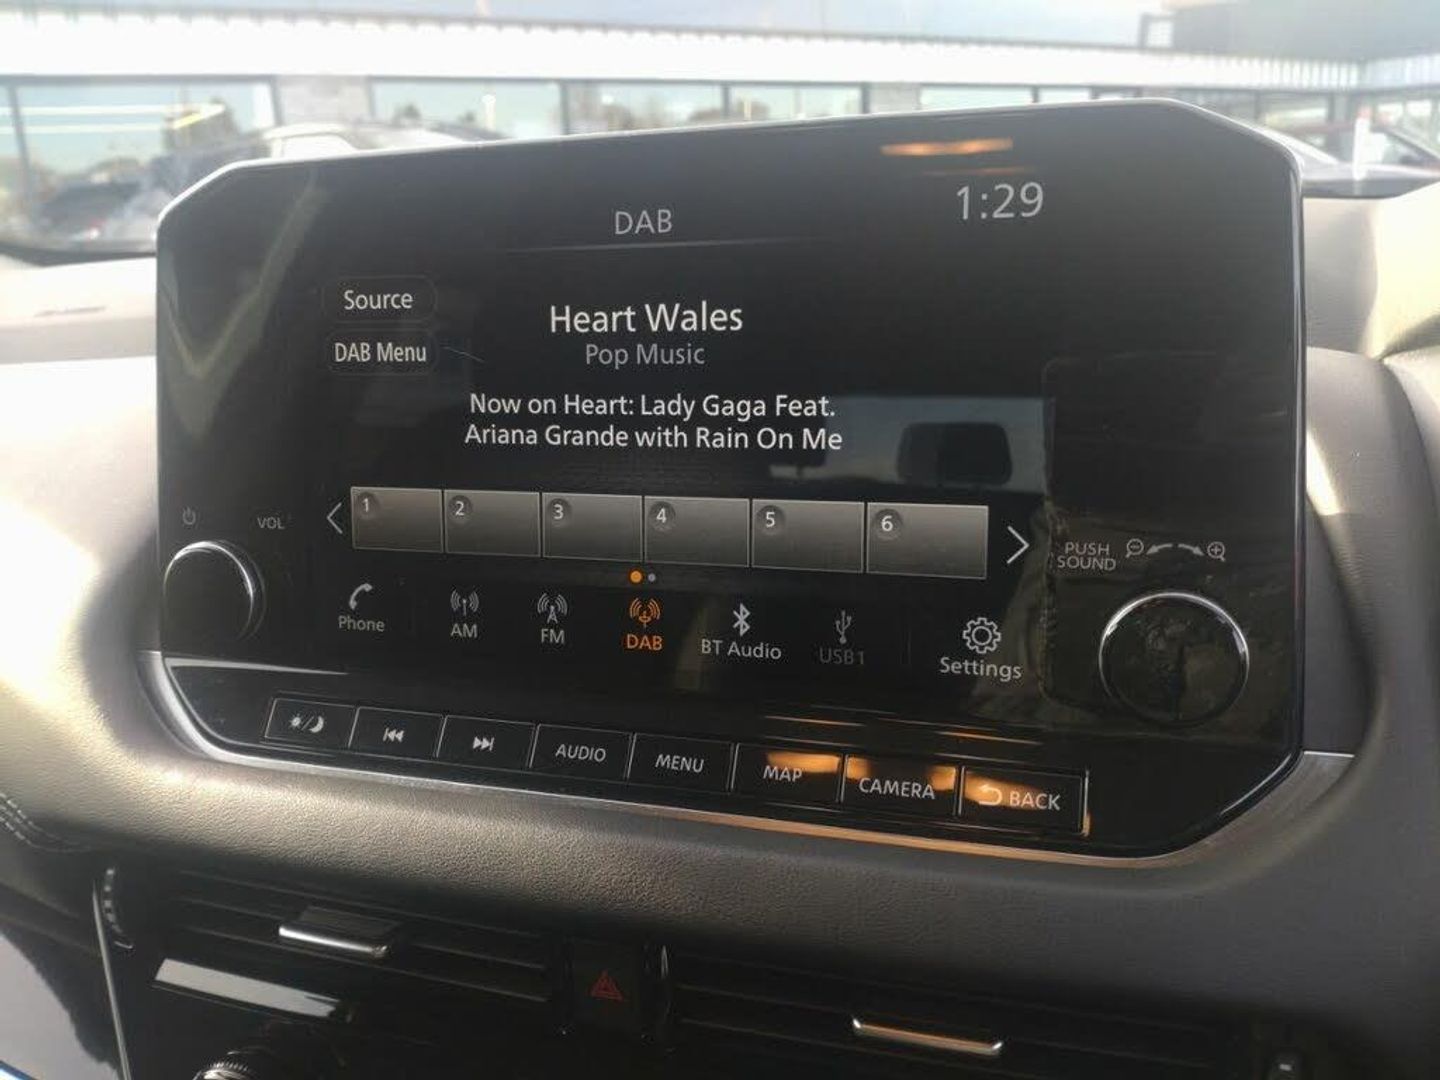 DAB
1:29
Source
Heart Wales
DAB Menu
Pop Music
Now on Heart: Lady Gaga Feat.
Ariana Grande with Rain On Me
1
2
3
4
5
6
VOL
PUSH
SOUND
Phone
AM
FM
DAB
BT Audio
USB1
Settings
AUDIO
MENU
MAP
CAMERA
BACK